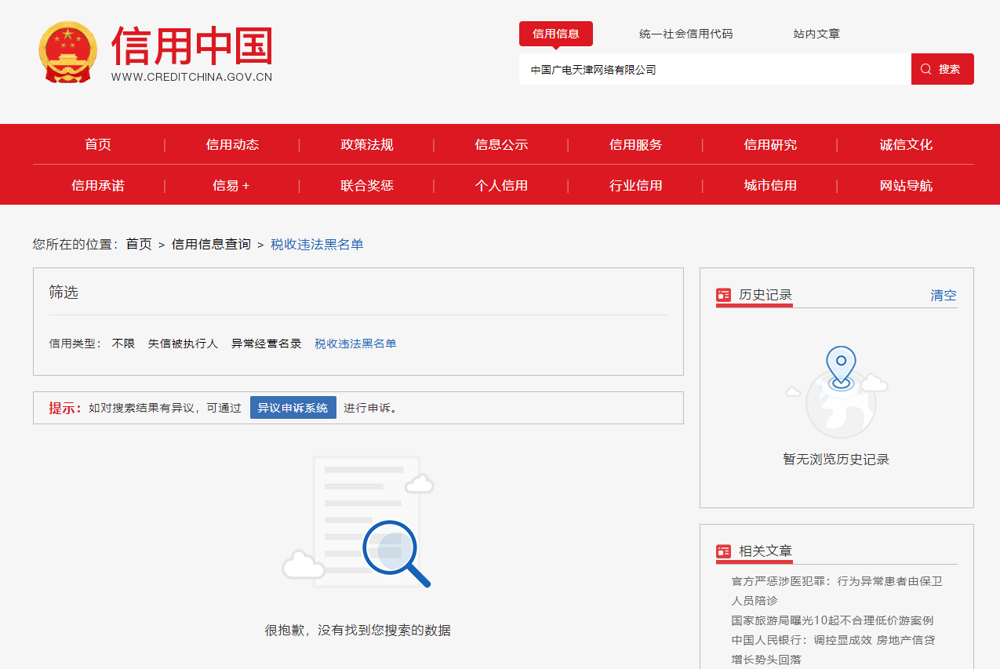 信用中国
WWW.CREDITCHINA.GOV.CN
信用信息 统一社会信用代码 站内文章
中国广电天津网络有限公司 搜索
首页 | 信用动态 | 政策法规 | 信息公示 | 信用服务 | 信用研究 | 诚信文化
信用承诺 | 信易+ | 联合奖惩 | 个人信用 | 行业信用 | 城市信用 | 网站导航
您所在的位置：首页 > 信用信息查询 > 税收违法黑名单
筛选
信用类型： 不限 失信被执行人 异常经营名录 税收违法黑名单
提示：如对搜索结果有异议，可通过 异议申诉系统 进行申诉。
很抱歉，没有找到您搜索的数据
历史记录 清空
暂无浏览历史记录
相关文章
官方严惩涉医犯罪：行为异常患者由保卫
人员陪诊
国家旅游局曝光10起不合理低价游案例
中国人民银行：调控显成效 房地产信贷
增长势头回落